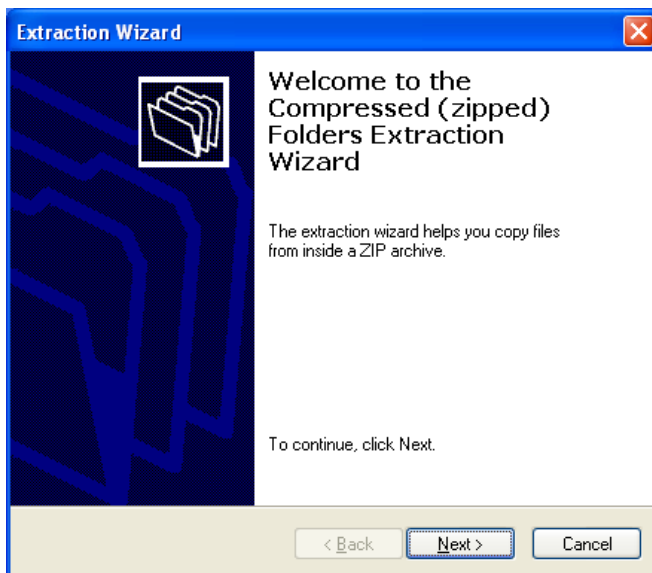 Extraction Wizard
Welcome to the
Compressed (zipped)
Folders Extraction
Wizard
The extraction wizard helps you copy files
from inside a ZIP archive.
To continue, click Next.
< Back
Next >
Cancel